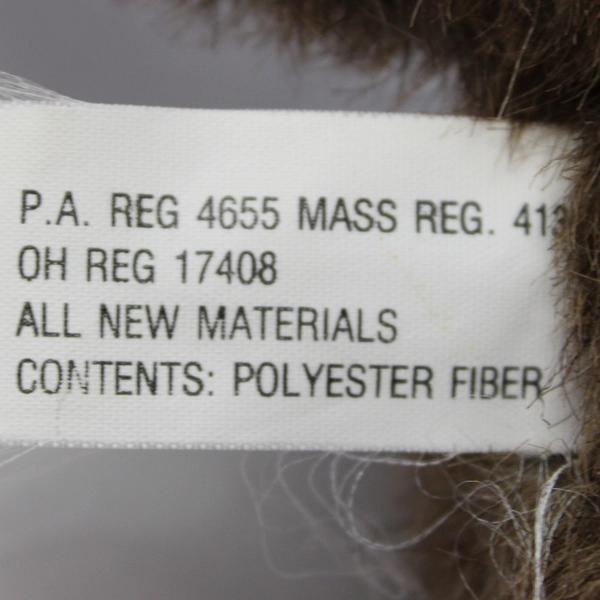 P.A. REG 4655 MASS REG. 413
OH REG 17408
ALL NEW MATERIALS
CONTENTS: POLYESTER FIBER